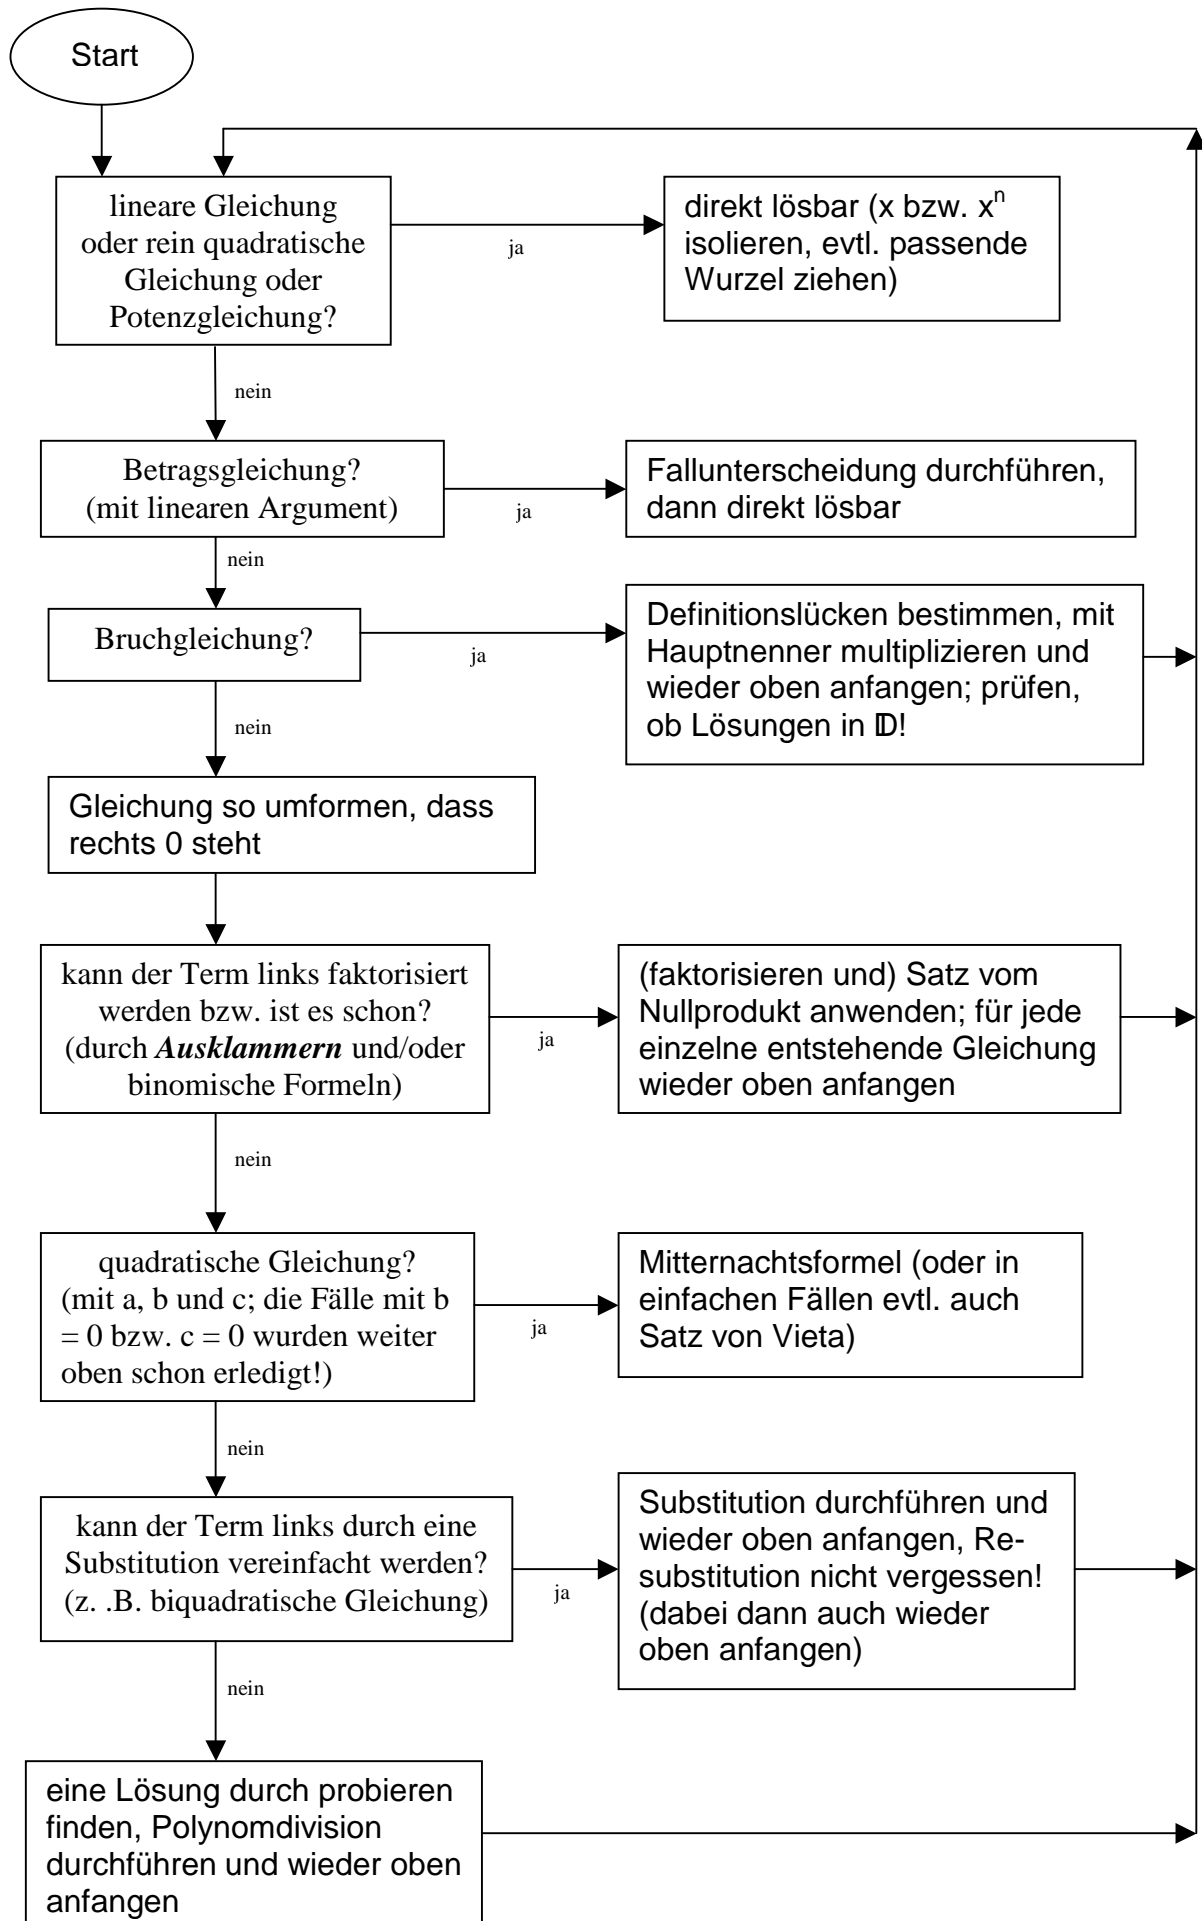 Start
lineare Gleichung
oder rein quadratische
Gleichung oder
Potenzgleichung?
ja
direkt lösbar (x bzw. xⁿ
isolieren, evtl. passende
Wurzel ziehen)
nein
Betragsgleichung?
(mit linearen Argument)
ja
Fallunterscheidung durchführen,
dann direkt lösbar
nein
Bruchgleichung?
ja
Definitionslücken bestimmen, mit
Hauptnenner multiplizieren und
wieder oben anfangen; prüfen,
ob Lösungen in 𝔻!
nein
Gleichung so umformen, dass
rechts 0 steht
kann der Term links faktorisiert
werden bzw. ist es schon?
(durch Ausklammern und/oder
binomische Formeln)
ja
(faktorisieren und) Satz vom
Nullprodukt anwenden; für jede
einzelne entstehende Gleichung
wieder oben anfangen
nein
quadratische Gleichung?
(mit a, b und c; die Fälle mit b
= 0 bzw. c = 0 wurden weiter
oben schon erledigt!)
ja
Mitternachtsformel (oder in
einfachen Fällen evtl. auch
Satz von Vieta)
nein
kann der Term links durch eine
Substitution vereinfacht werden?
(z. .B. biquadratische Gleichung)
ja
Substitution durchführen und
wieder oben anfangen, Re-
substitution nicht vergessen!
(dabei dann auch wieder
oben anfangen)
nein
eine Lösung durch probieren
finden, Polynomdivision
durchführen und wieder oben
anfangen